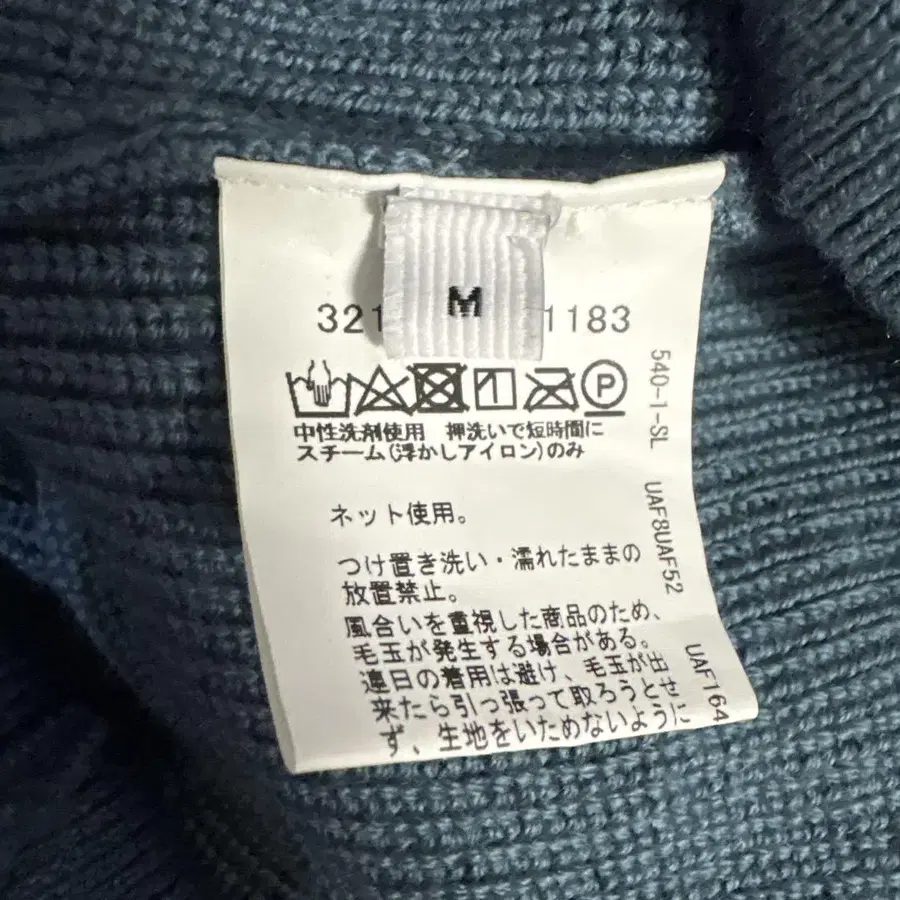 M
321 1183
P
中性洗剤使用 押洗いで短時間に
スチーム(浮かしアイロン)のみ
ネット使用。
つけ置き洗い・濡れたままの
放置禁止。
風合いを重視した商品のため、
毛玉が発生する場合がある。
連日の着用は避け、毛玉が出
来たら引っ張って取ろうとせ
ず、生地をいためないように
540-1-SL
UAF8UAF52
UAF164